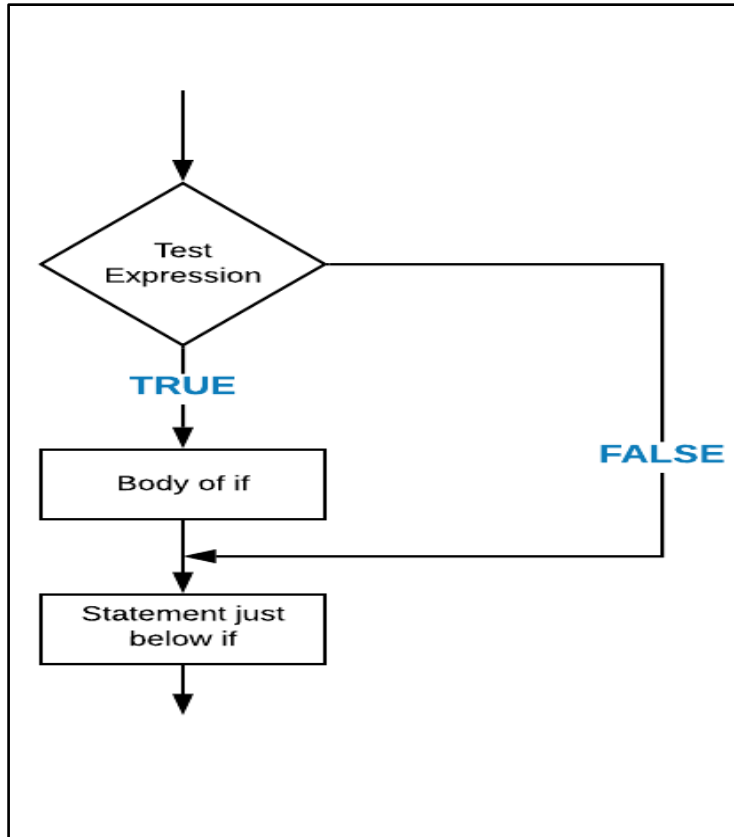 Test
Expression
TRUE
FALSE
Body of if
Statement just
below if